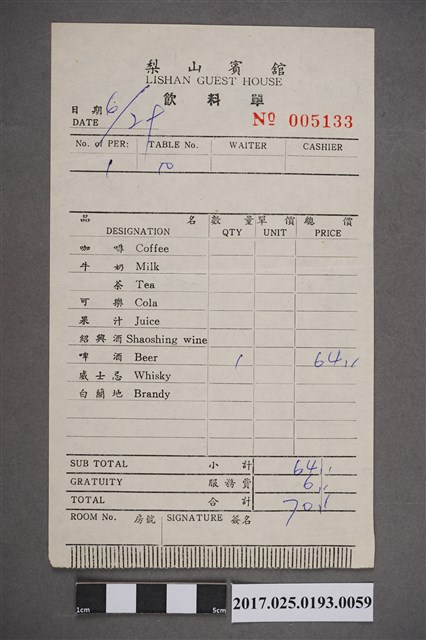 梨山賓館
LISHAN GUEST HOUSE
飲料單
日期 6/29
DATE
No 005133
No. of PER: TABLE No. WAITER CASHIER
1 10
品名 數量 單價 總價
DESIGNATION QTY UNIT PRICE
咖啡 Coffee
牛奶 Milk
茶 Tea
可樂 Cola
果汁 Juice
紹興酒 Shaoshing wine
啤酒 Beer 1 64
威士忌 Whisky
白蘭地 Brandy
SUB TOTAL 小計 64
GRATUITY 服務費 6
TOTAL 合計 70
ROOM No. 房號 SIGNATURE 簽名
1cm 5cm
2017.025.0193.0059